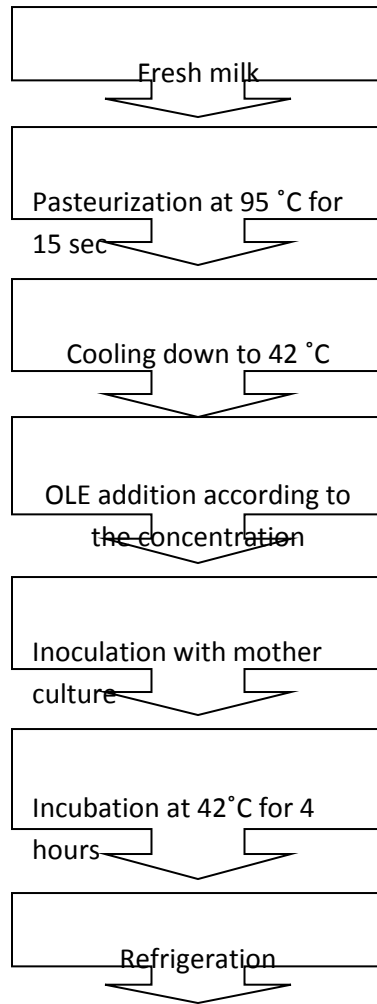 Fresh milk
Pasteurization at 95 ˚C for
15 sec
Cooling down to 42 ˚C
OLE addition according to
the concentration
Inoculation with mother
culture
Incubation at 42˚C for 4
hours
Refrigeration